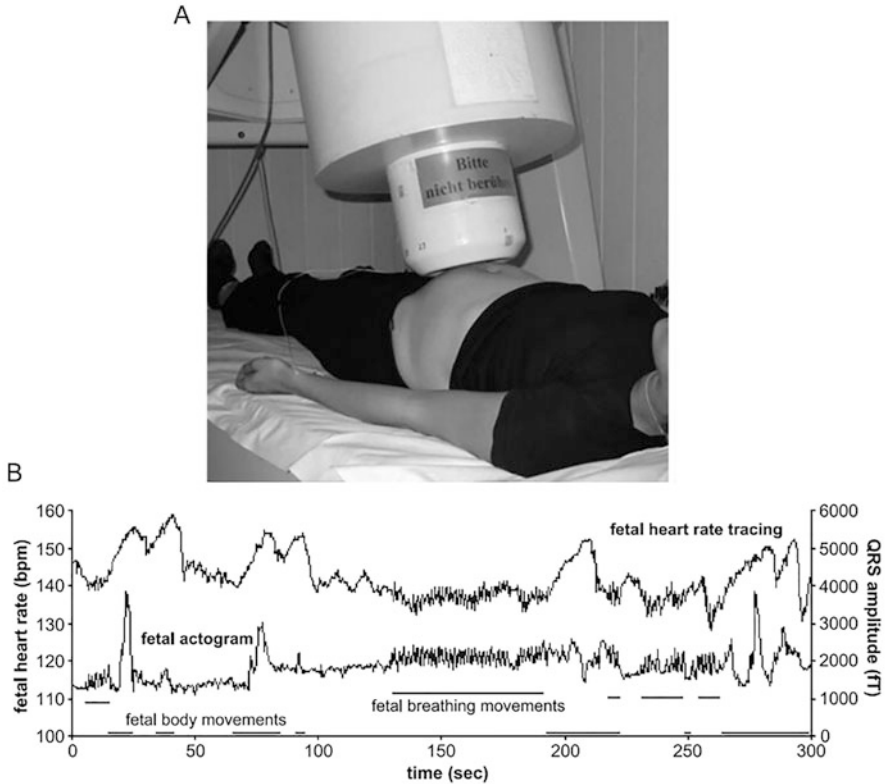 A
Bitte
nicht berüh
B
fetal heart rate (bpm)
160
150
140
130
120
110
100
6000
5000
4000
3000
2000
1000
0
QRS amplitude (fT)
fetal heart rate tracing
fetal actogram
fetal breathing movements
fetal body movements
0
50
100
150
200
250
300
time (sec)